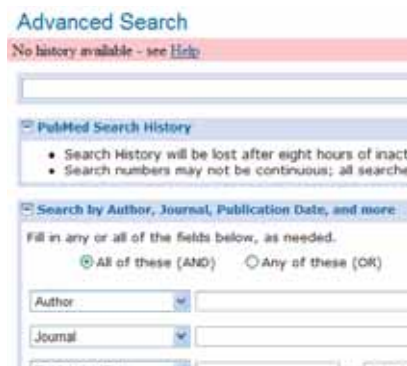 Advanced Search
No history available - see Help
PubMed Search History
• Search History will be lost after eight hours of inact
• Search numbers may not be continuous; all searche
Search by Author, Journal, Publication Date, and more
Fill in any or all of the fields below, as needed.
All of these (AND) Any of these (OR)
Author
Journal